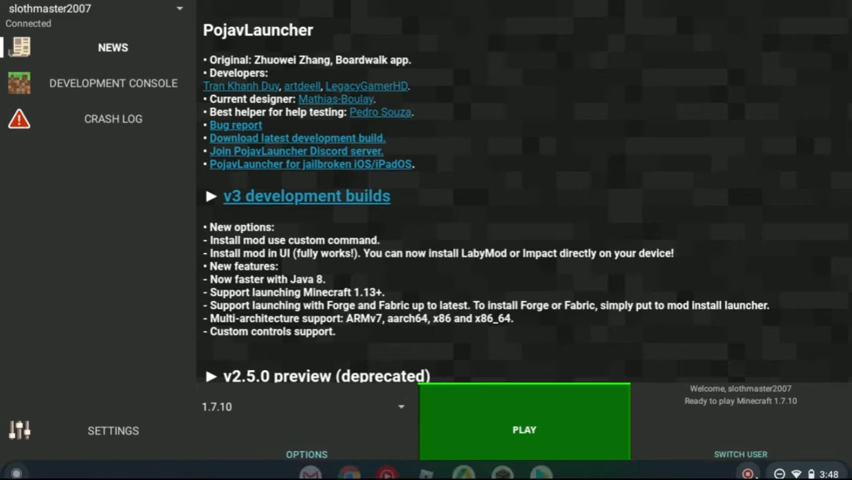 slothmaster2007
Connected
NEWS
DEVELOPMENT CONSOLE
CRASH LOG
SETTINGS
PojavLauncher
• Original: Zhuowei Zhang, Boardwalk app.
• Developers:
Tran Khanh Duy, artdeell, LegacyGamerHD.
• Current designer: Mathias-Boulay.
• Best helper for help testing: Pedro Souza.
• Bug report
• Download latest development build.
• Join PojavLauncher Discord server.
• PojavLauncher for jailbroken iOS/iPadOS.
► v3 development builds
• New options:
- Install mod use custom command.
- Install mod in UI (fully works!). You can now install LabyMod or Impact directly on your device!
• New features:
- Now faster with Java 8.
- Support launching Minecraft 1.13+.
- Support launching with Forge and Fabric up to latest. To install Forge or Fabric, simply put to mod install launcher.
- Multi-architecture support: ARMv7, aarch64, x86 and x86_64.
- Custom controls support.
► v2.5.0 preview (deprecated)
1.7.10
OPTIONS
PLAY
Welcome, slothmaster2007
Ready to play Minecraft 1.7.10
SWITCH USER
3:48